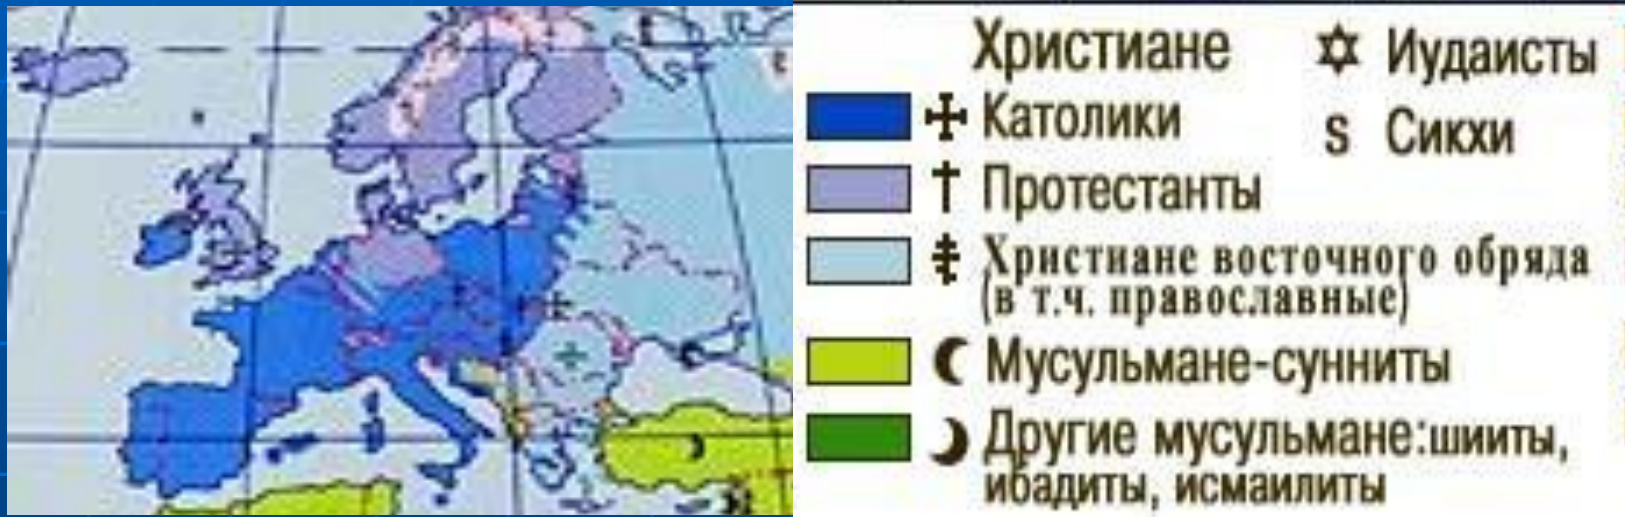 Христиане
Католики
Протестанты
Христиане восточного обряда
(в т.ч. православные)
Мусульмане-сунниты
Другие мусульмане:шииты,
ибадиты, исмаилиты
Иудаисты
S Сикхи